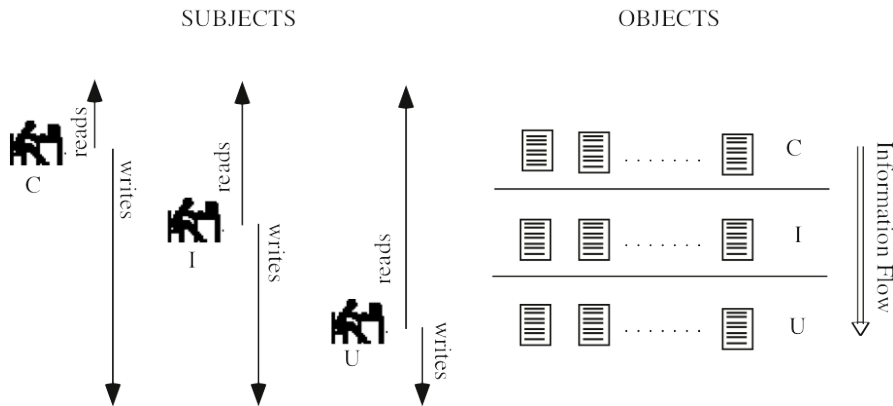 SUBJECTS
OBJECTS
reads
writes
C
reads
writes
I
reads
writes
U
. . . . . . . C
. . . . . . . I
. . . . . . . U
Information Flow